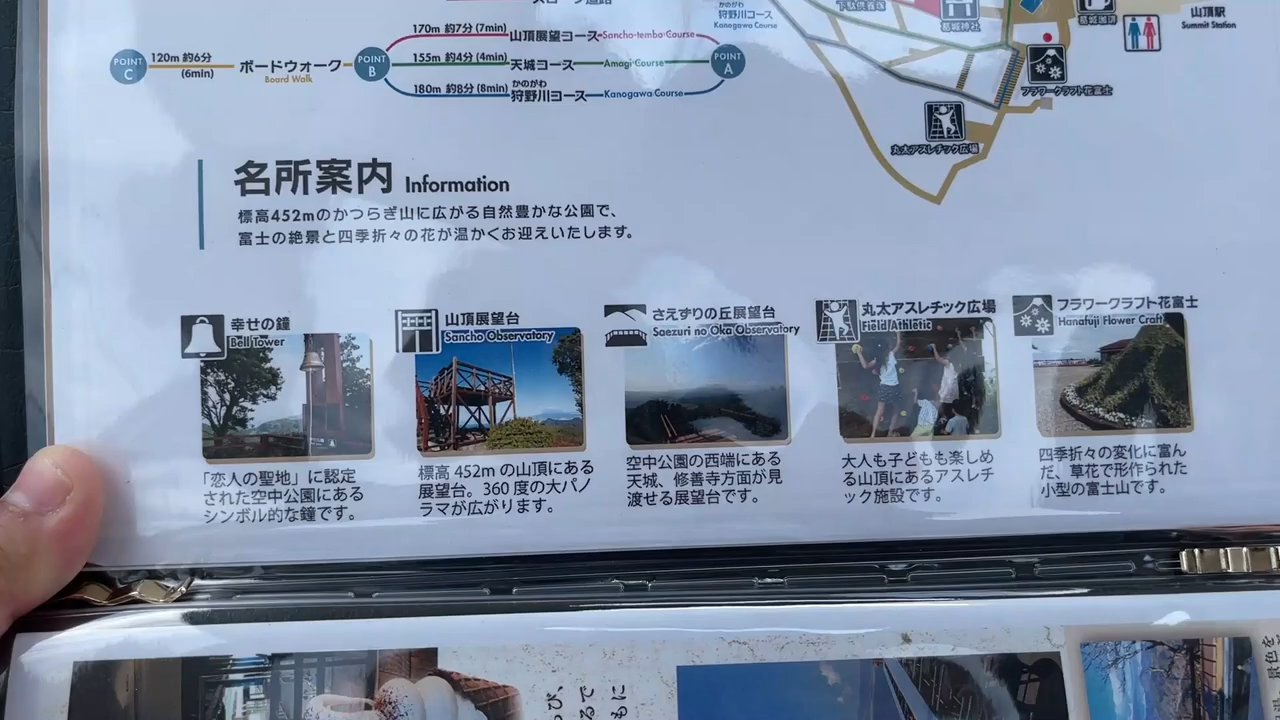 狩野川コース
Kanogawa Course
葛城神社
葛城珈琲
山頂駅
Summit Station
170m 約7分 (7min) 山頂展望コース Sancho-temba Course
POINT C
120m 約6分
(6min)
ボードウォーク
Board Walk
POINT B
155m 約4分 (4min) 天城コース Amagi Course
POINT A
かのがわ
180m 約8分 (8min) 狩野川コース Kanogawa Course
フラワークラフト花富士
丸太アスレチック広場
名所案内 Information
標高452mのかつらぎ山に広がる自然豊かな公園で、
富士の絶景と四季折々の花が温かくお迎えいたします。
幸せの鐘
Bell Tower
「恋人の聖地」に認定
された空中公園にある
シンボル的な鐘です。
山頂展望台
Sancho Observatory
標高 452m の山頂にある
展望台。360 度の大パノ
ラマが広がります。
さえずりの丘展望台
Saezuri no Oka Observatory
空中公園の西端にある
天城、修善寺方面が見
渡せる展望台です。
丸太アスレチック広場
Field Athletic
大人も子どもも楽しめ
る山頂にあるアスレチ
ック施設です。
フラワークラフト花富士
Hanafuji Flower Craft
四季折々の変化に富ん
だ、草花で形作られた
小型の富士山です。